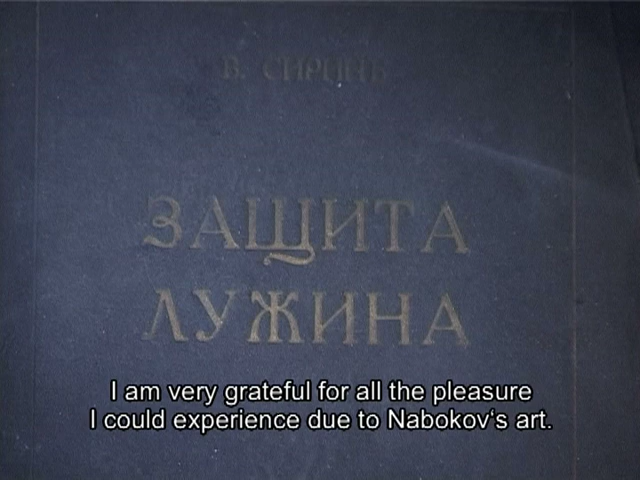 В. СИРИНЪ
ЗАЩИТА
ЛУЖИНА
I am very grateful for all the pleasure
I could experience due to Nabokov‘s art.